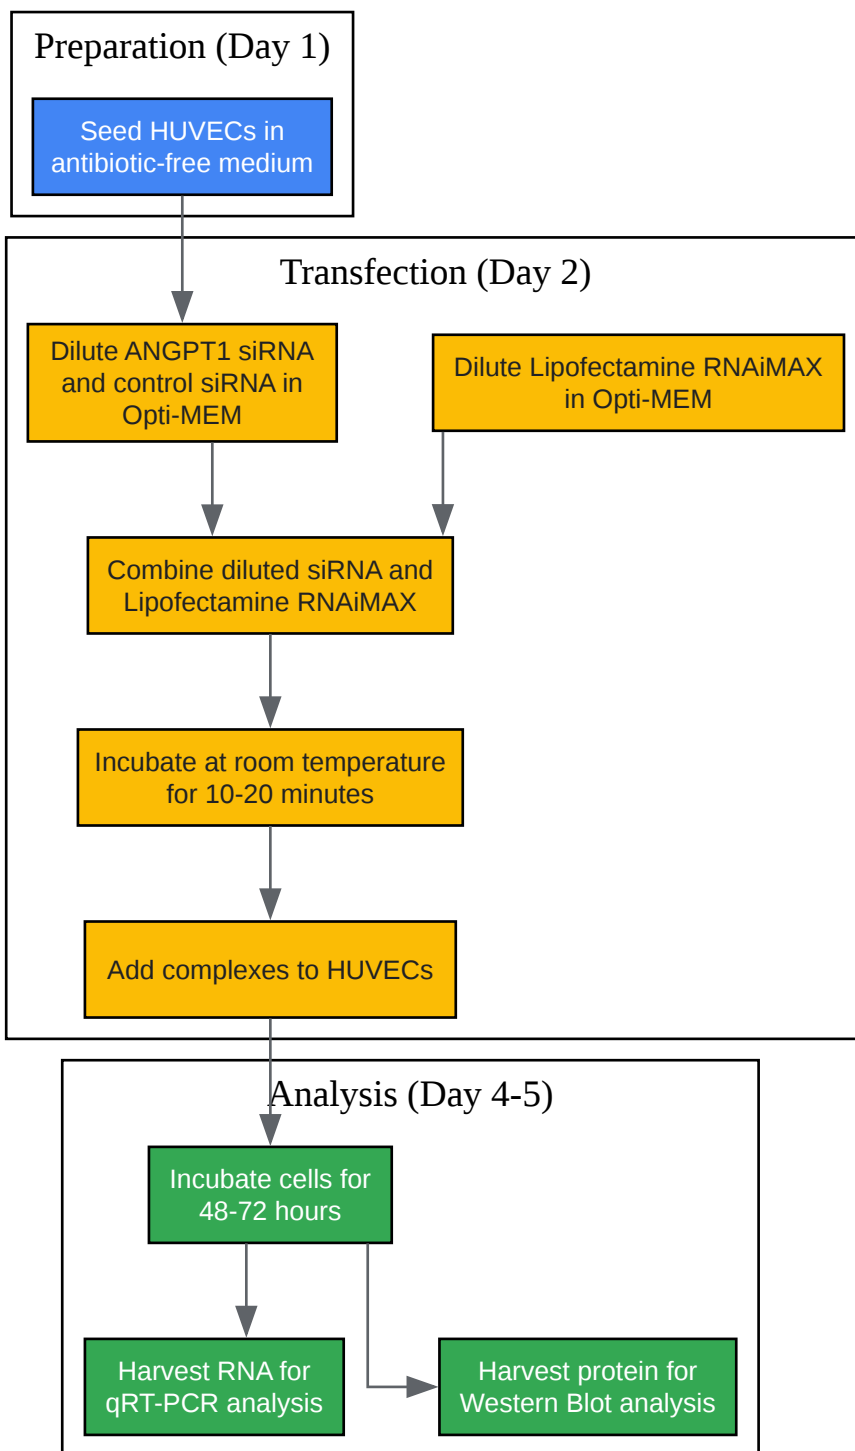 Preparation (Day 1)
Seed HUVECs in
antibiotic-free medium
Transfection (Day 2)
Dilute ANGPT1 siRNA
and control siRNA in
Opti-MEM
Dilute Lipofectamine RNAiMAX
in Opti-MEM
Combine diluted siRNA and
Lipofectamine RNAiMAX
Incubate at room temperature
for 10-20 minutes
Add complexes to HUVECs
Analysis (Day 4-5)
Incubate cells for
48-72 hours
Harvest RNA for
qRT-PCR analysis
Harvest protein for
Western Blot analysis